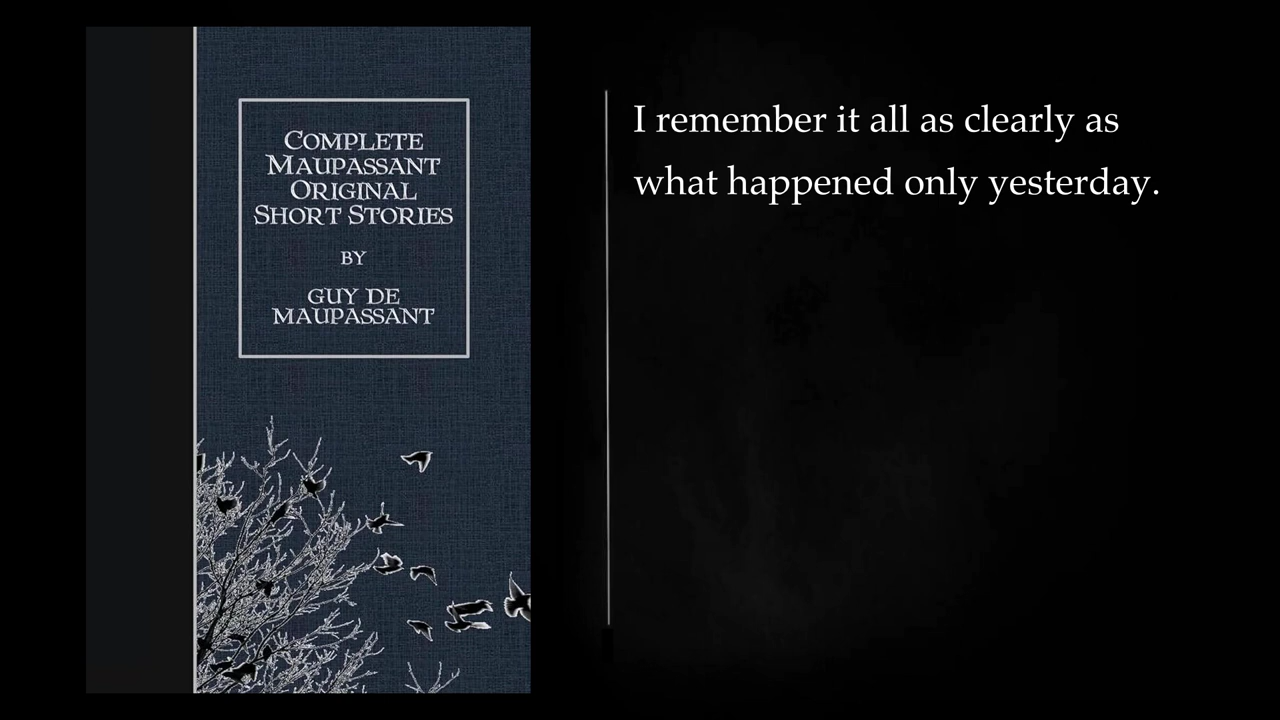 COMPLETE
MAUPASSANT
ORIGINAL
SHORT STORIES
BY
GUY DE
MAUPASSANT
I remember it all as clearly as
what happened only yesterday.